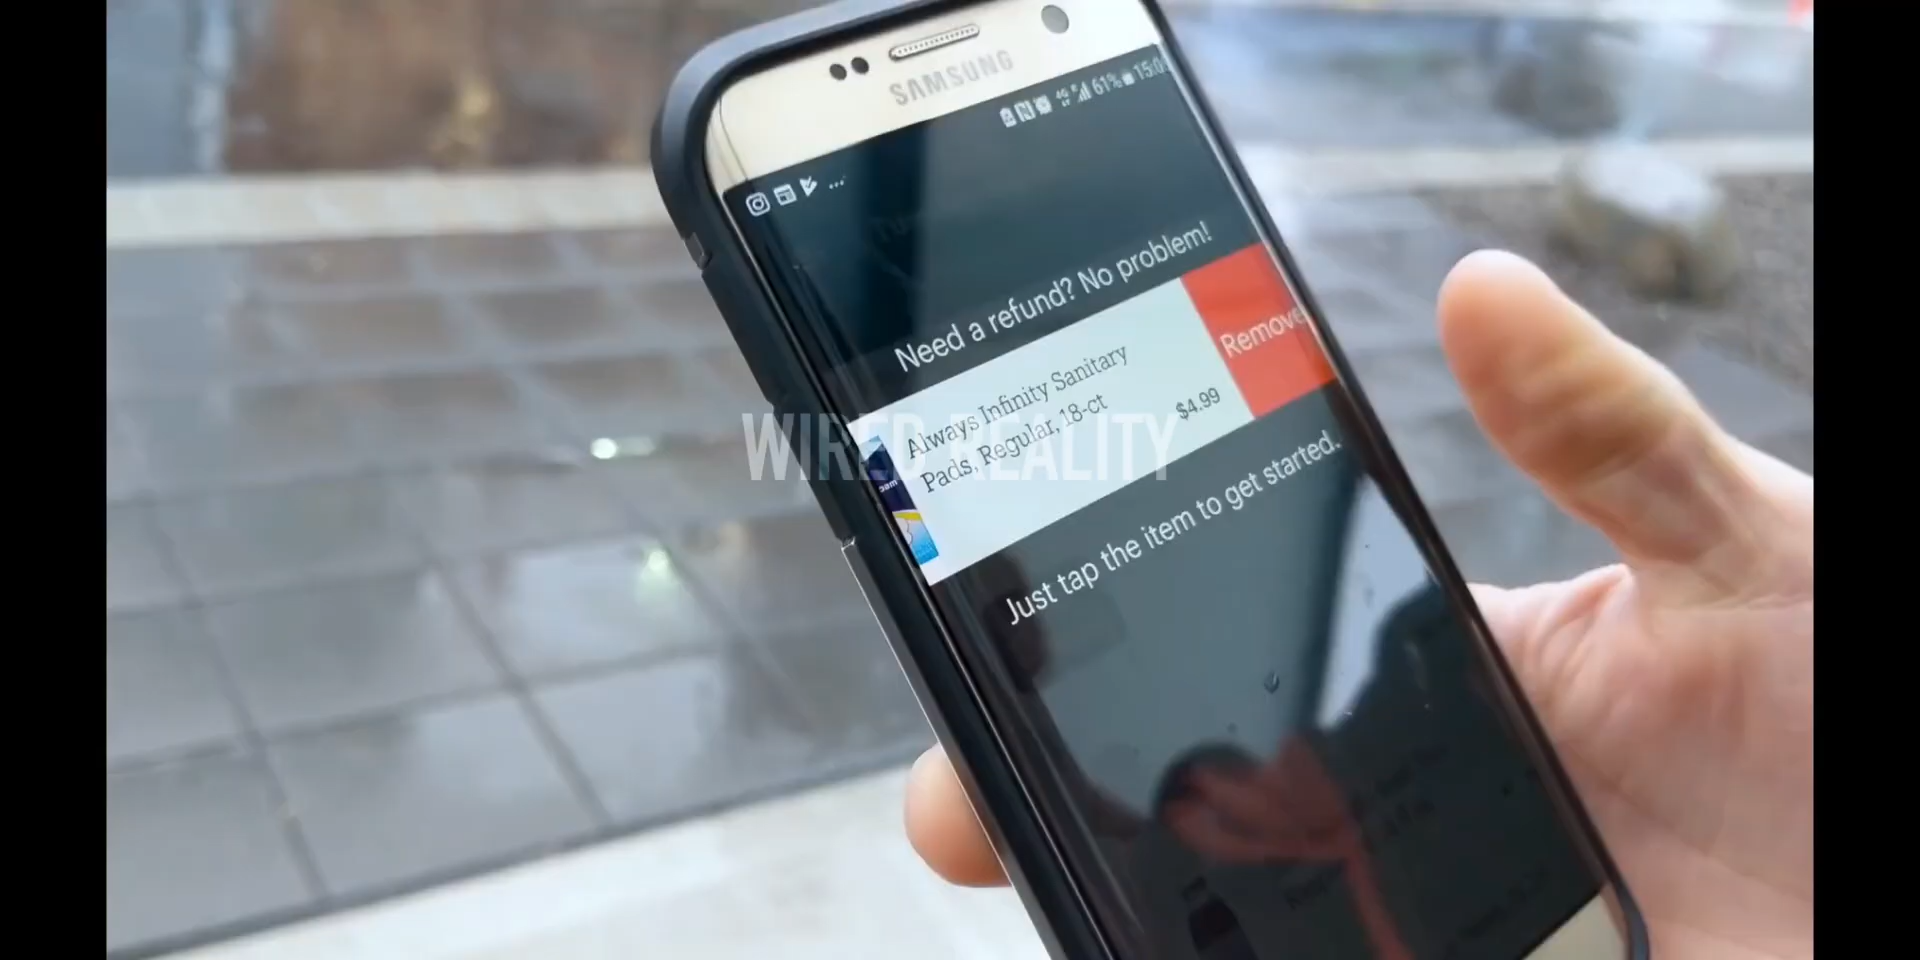 SAMSUNG
61% 15:0
Need a refund? No problem!
Always Infinity Sanitary
Pads, Regular, 18-ct
$4.99
Remove
Just tap the item to get started.
WIRED REALITY